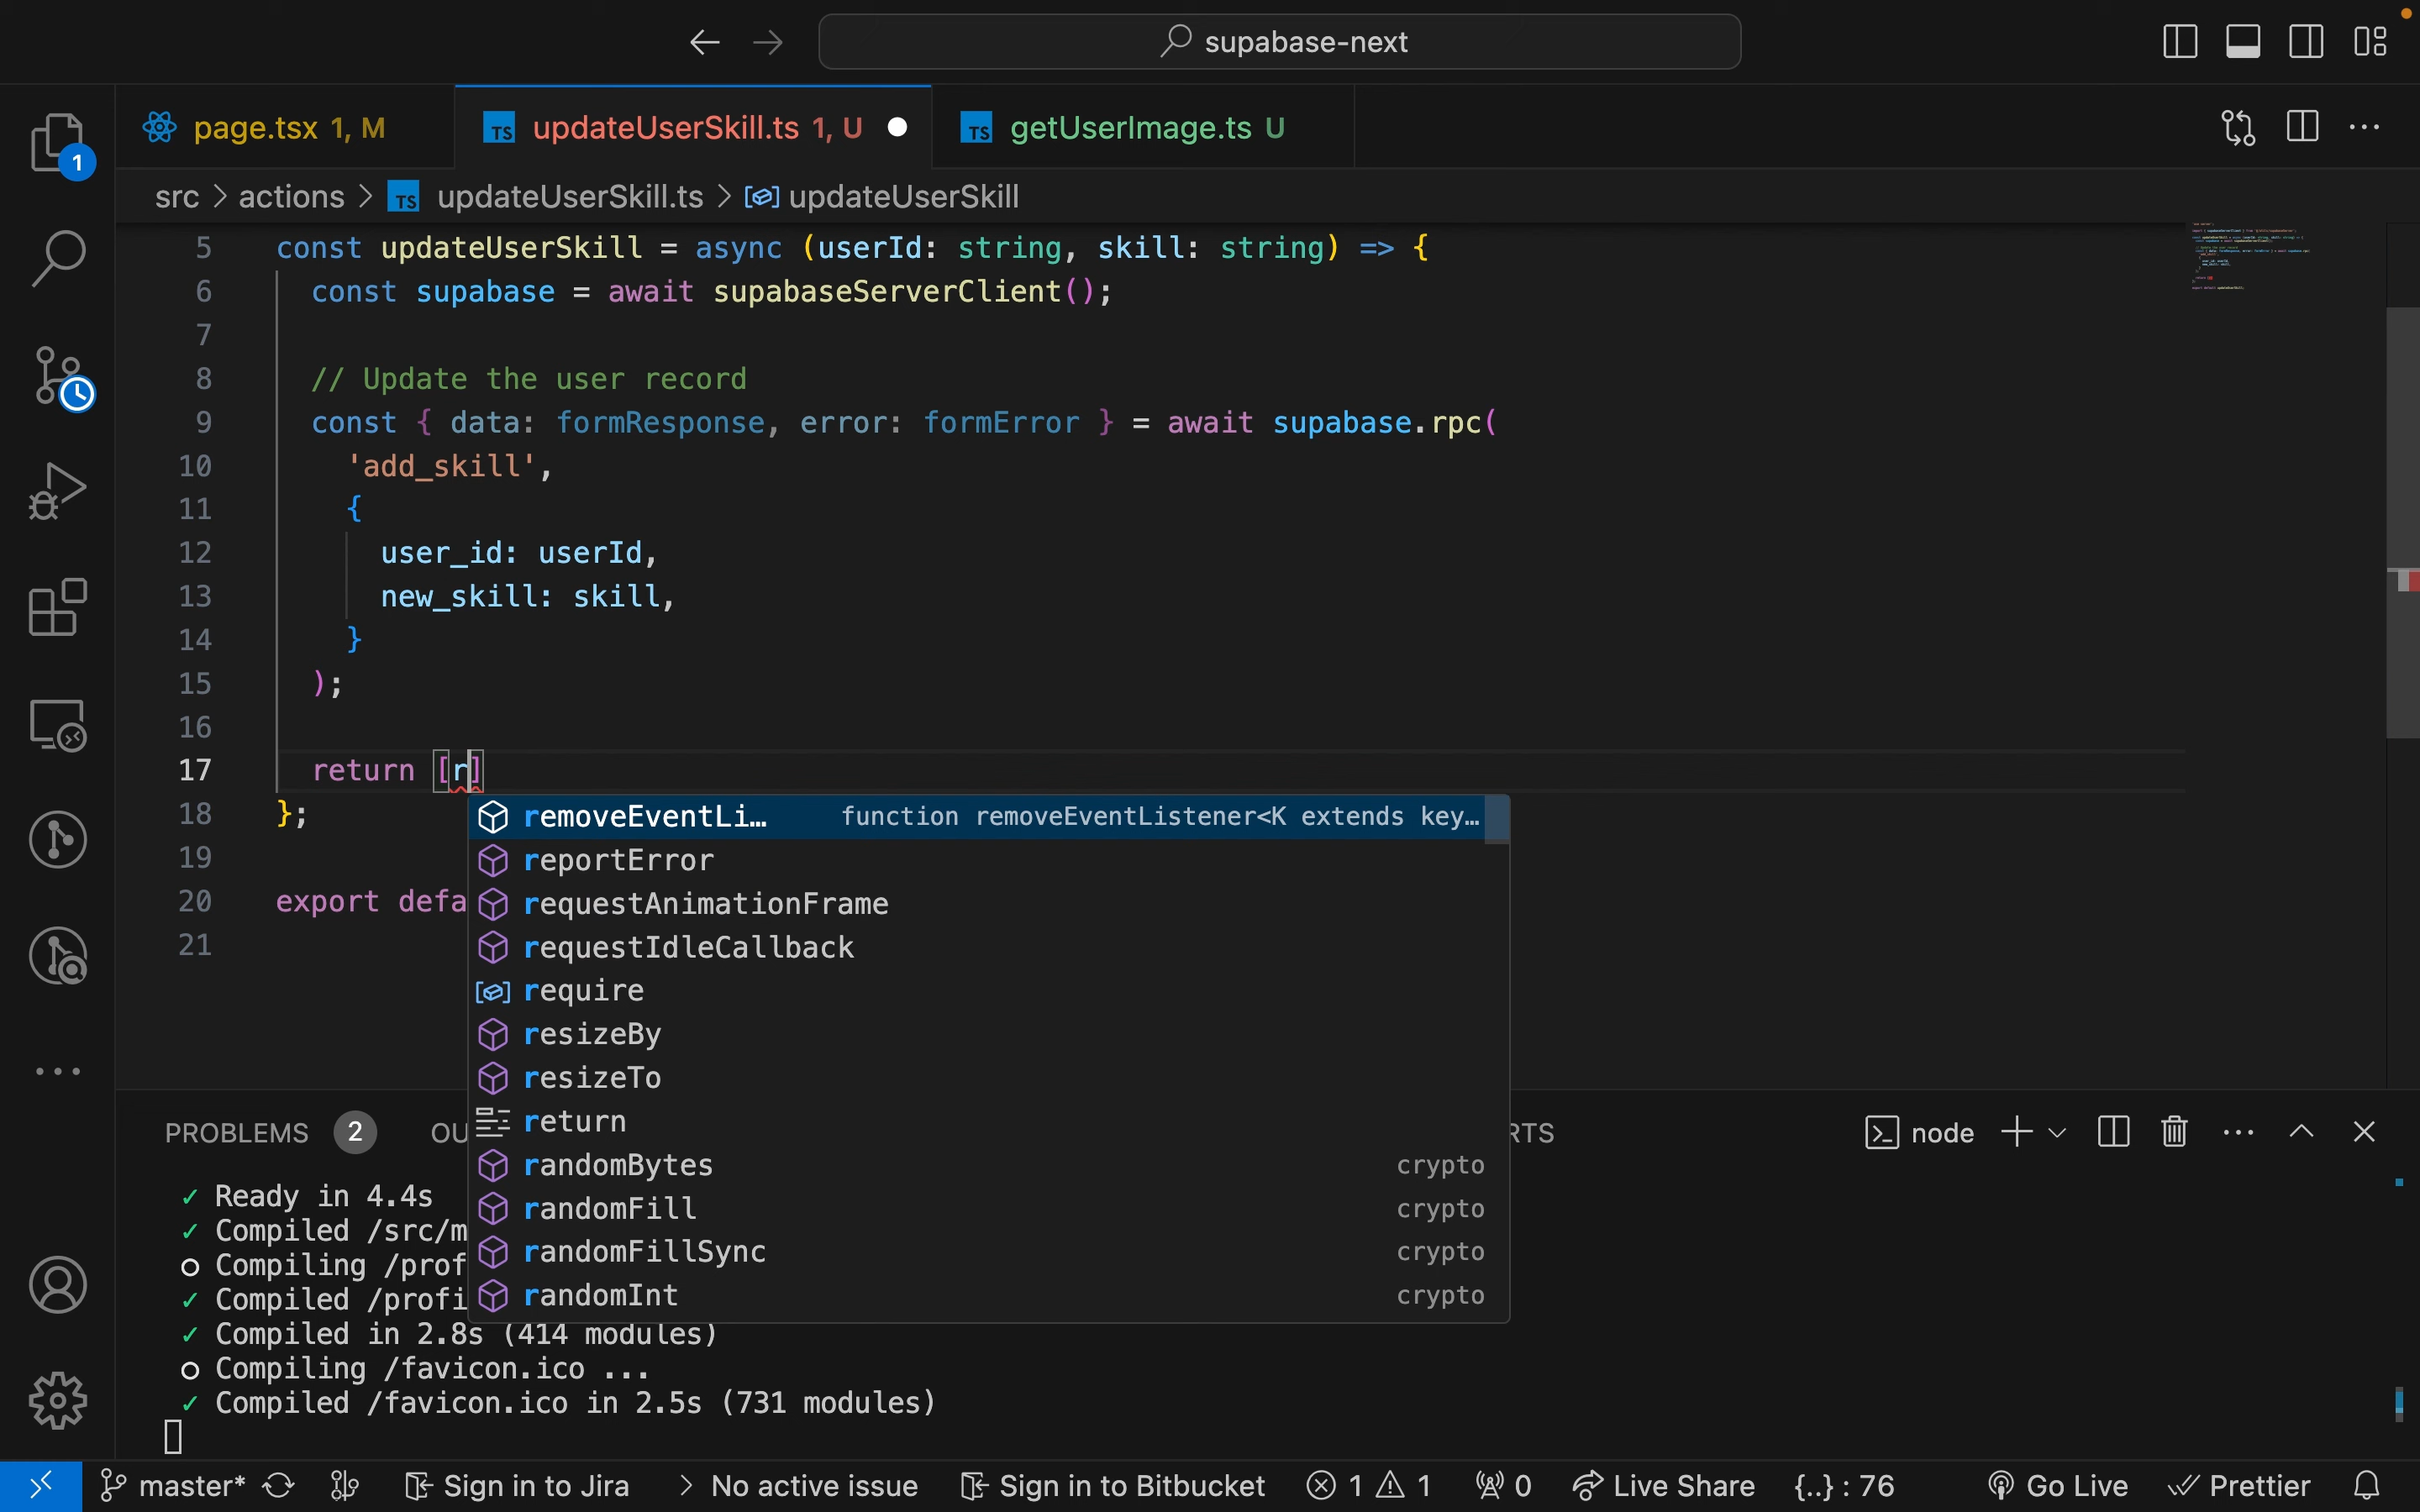 supabase-next
page.tsx 1, M
TS updateUserSkill.ts 1, U
TS getUserImage.ts U
1
src > actions > TS updateUserSkill.ts > updateUserSkill
5 const updateUserSkill = async (userId: string, skill: string) => {
6 const supabase = await supabaseServerClient();
7
8 // Update the user record
9 const { data: formResponse, error: formError } = await supabase.rpc(
10 'add_skill',
11 {
12 user_id: userId,
13 new_skill: skill,
14 }
15 );
16
17 return [r]
18 };
19
20 export defa
21
removeEventLi… function removeEventListener<K extends key…
reportError
requestAnimationFrame
requestIdleCallback
require
resizeBy
resizeTo
return
randomBytes crypto
randomFill crypto
randomFillSync crypto
randomInt crypto
PROBLEMS 2 OU RTS node
✓ Ready in 4.4s
✓ Compiled /src/m
○ Compiling /prof
✓ Compiled /profi
✓ Compiled in 2.8s (414 modules)
○ Compiling /favicon.ico ...
✓ Compiled /favicon.ico in 2.5s (731 modules)
master* Sign in to Jira > No active issue Sign in to Bitbucket 1 1 0 Live Share {..} : 76 Go Live Prettier